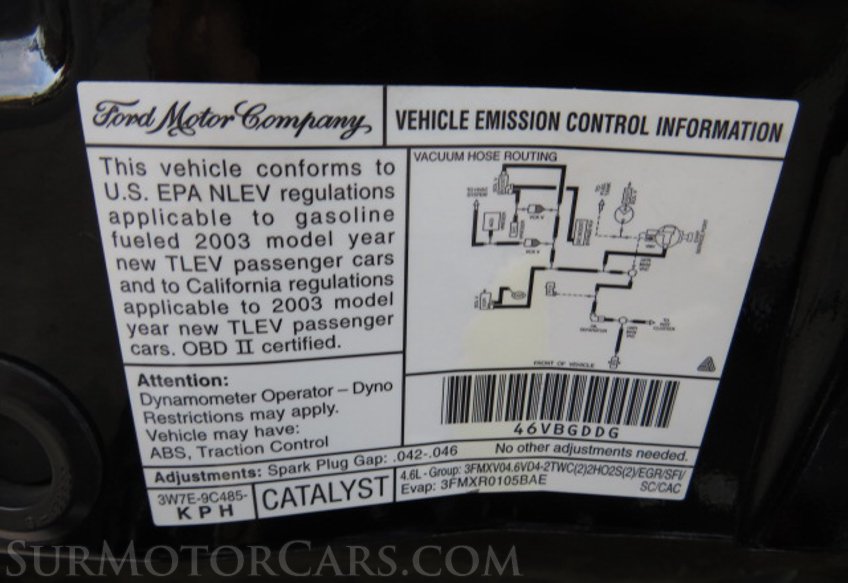 Ford Motor Company
VEHICLE EMISSION CONTROL INFORMATION
This vehicle conforms to
U.S. EPA NLEV regulations
applicable to gasoline
fueled 2003 model year
new TLEV passenger cars
and to California regulations
applicable to 2003 model
year new TLEV passenger
cars. OBD II certified.
VACUUM HOSE ROUTING
FRONT OF VEHICLE
Attention:
Dynamometer Operator – Dyno
Restrictions may apply.
Vehicle may have:
ABS, Traction Control
46VBGDDG
Adjustments: Spark Plug Gap: .042-.046
No other adjustments needed.
3W7E-9C485-
KPH
CATALYST
4.6L - Group: 3FMXV04.6VD4-2TWC(2)2HO2S(2)/EGR/SFI/
SC/CAC
Evap: 3FMXR0105BAE
SURMOTORCARS.COM